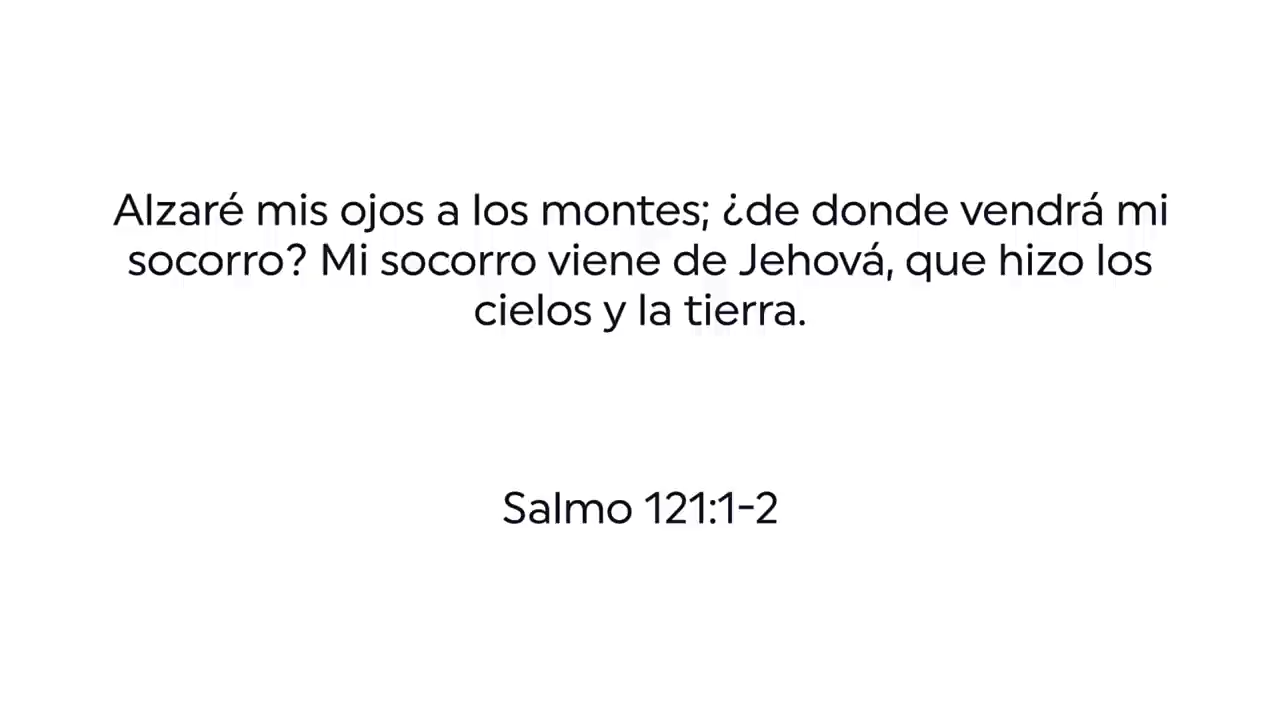 Alzaré mis ojos a los montes; ¿de donde vendrá mi
socorro? Mi socorro viene de Jehová, que hizo los
cielos y la tierra.
Salmo 121:1-2